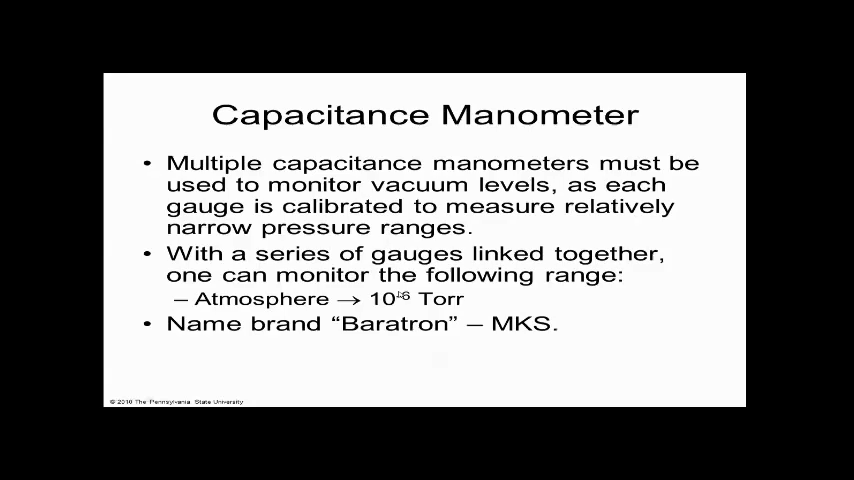 Capacitance Manometer
• Multiple capacitance manometers must be
used to monitor vacuum levels, as each
gauge is calibrated to measure relatively
narrow pressure ranges.
• With a series of gauges linked together,
one can monitor the following range:
– Atmosphere → 10⁻⁶ Torr
• Name brand “Baratron” – MKS.
© 2010 The Pennsylvania State University